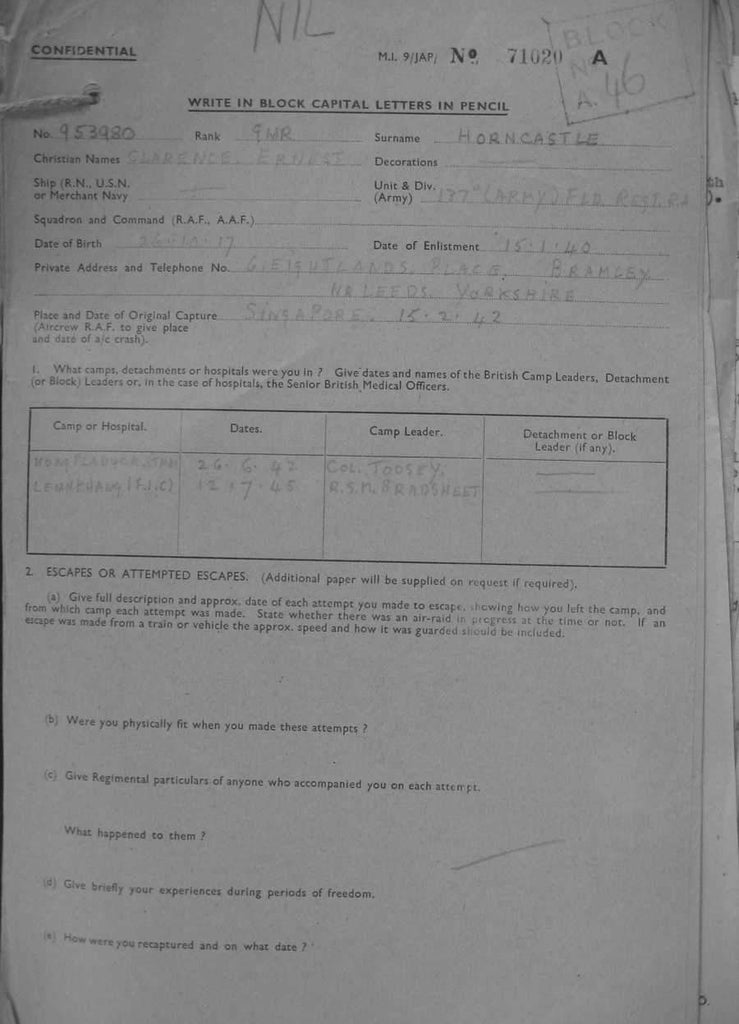 NIL
BLOCK
CONFIDENTIAL
M.I. 9/JAP/ No. 71020 A
A. 46
WRITE IN BLOCK CAPITAL LETTERS IN PENCIL
No. 953980 Rank GNR Surname HORNCASTLE
Christian Names CLARENCE ERNEST Decorations
Ship (R.N., U.S.N. Unit & Div.
or Merchant Navy (Army) 137th (ARMY) FLD. REGT. RA
Squadron and Command (R.A.F., A.A.F.)
Date of Birth 26.10.17 Date of Enlistment 15.1.40
Private Address and Telephone No. PLACE, BRAMLEY
NR LEEDS. YORKSHIRE
Place and Date of Original Capture SINGAPORE. 15.2.42
(Aircrew R.A.F. to give place
and date of a/c crash).
1. What camps, detachments or hospitals were you in ? Give dates and names of the British Camp Leaders, Detachment
(or Block) Leaders or, in the case of hospitals, the Senior British Medical Officers.
Camp or Hospital. Dates. Camp Leader. Detachment or Block
Leader (if any).
26.6.42 COL. TOOSEY.
12.7.45 R.S.M.
2. ESCAPES OR ATTEMPTED ESCAPES. (Additional paper will be supplied on request if required).
(a) Give full description and approx. date of each attempt you made to escape, showing how you left the camp, and
from which camp each attempt was made. State whether there was an air-raid in progress at the time or not. If an
escape was made from a train or vehicle the approx. speed and how it was guarded should be included.
(b) Were you physically fit when you made these attempts ?
(c) Give Regimental particulars of anyone who accompanied you on each attempt.
What happened to them ?
(d) Give briefly your experiences during periods of freedom.
(e) How were you recaptured and on what date ?